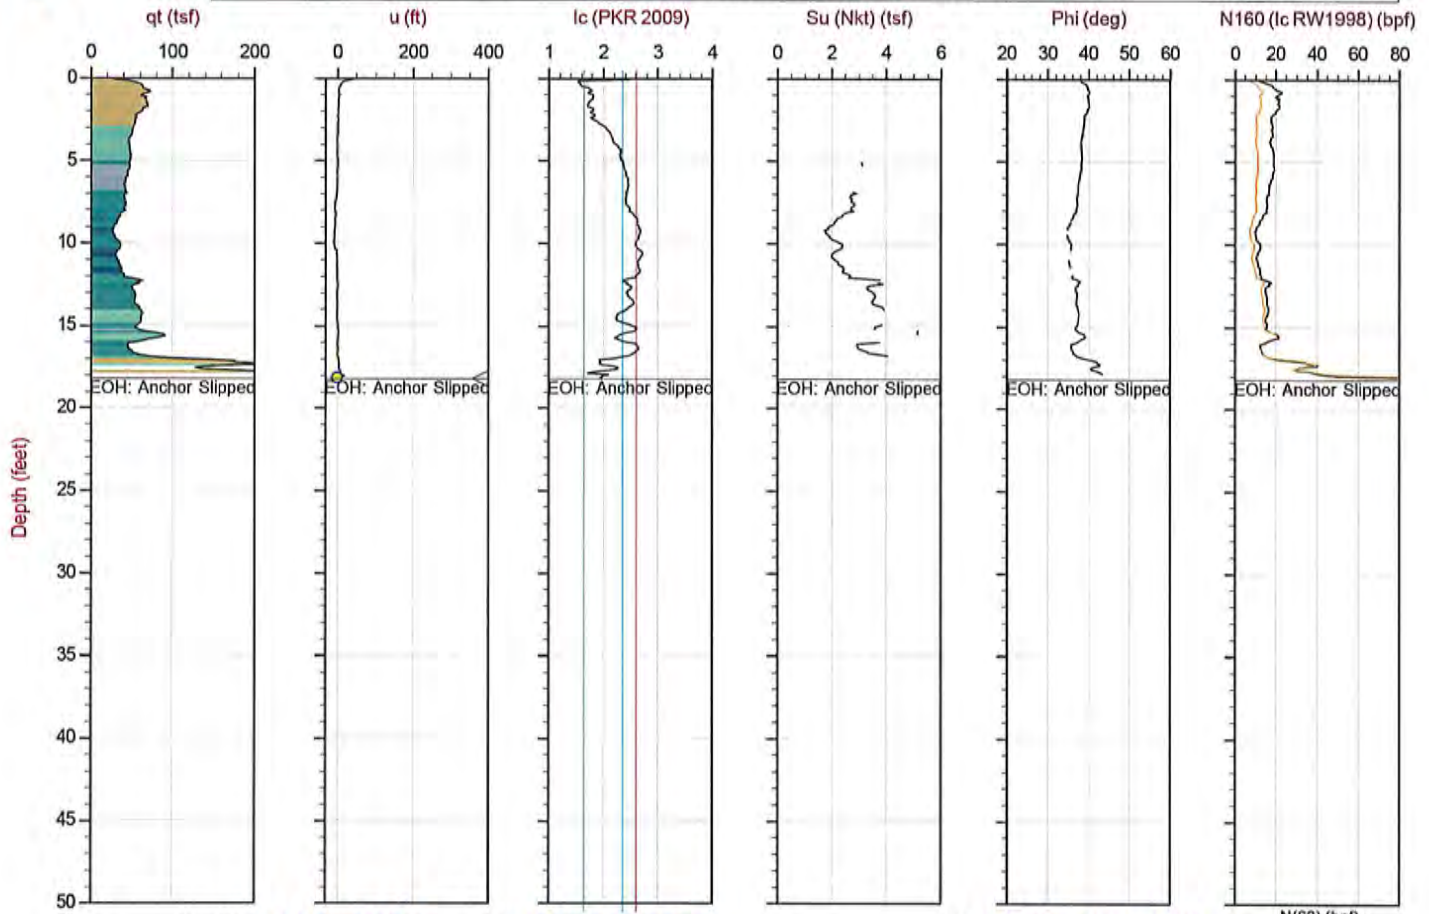 qt (tsf) u (ft) Ic (PKR 2009) Su (Nkt) (tsf) Phi (deg) N160 (Ic RW1998) (bpf)
0 100 200 0 200 400 1 2 3 4 0 2 4 6 20 30 40 50 60 0 20 40 60 80
0
5
10
15
EOH: Anchor Slipped EOH: Anchor Slipped EOH: Anchor Slipped EOH: Anchor Slipped EOH: Anchor Slipped EOH: Anchor Slipped
20
Depth (feet)
25
30
35
40
45
50